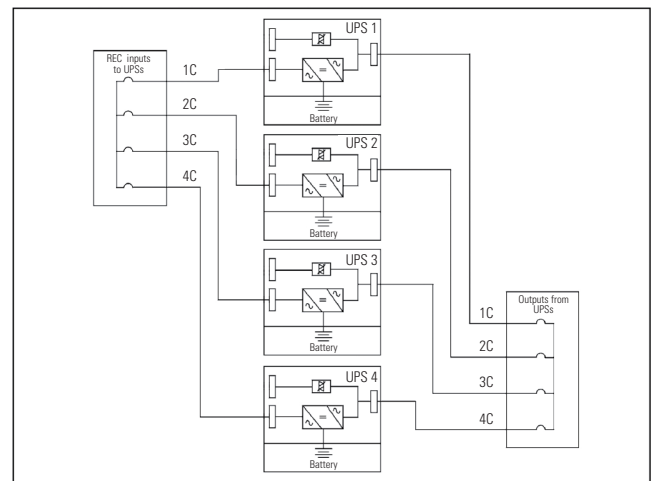 REC inputs
to UPSs
1C
2C
3C
4C
UPS 1
Battery
UPS 2
Battery
UPS 3
Battery
UPS 4
Battery
Outputs from
UPSs
1C
2C
3C
4C